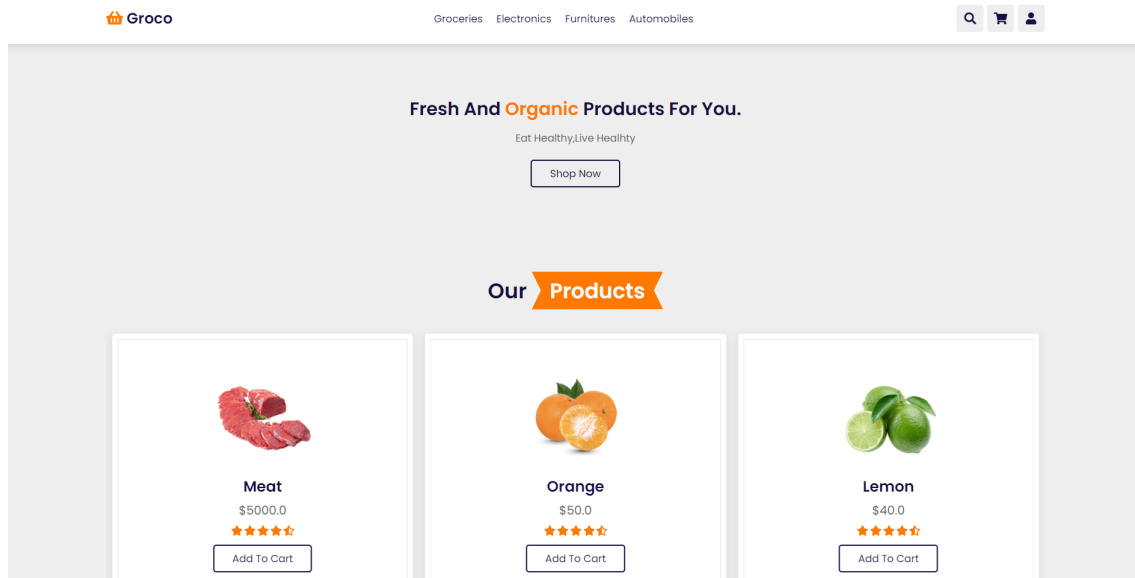 Groco
Groceries Electronics Furnitures Automobiles
Fresh And Organic Products For You.
Eat Healthy,Live Healhty
Shop Now
Our Products
Meat
$5000.0
Add To Cart
Orange
$50.0
Add To Cart
Lemon
$40.0
Add To Cart